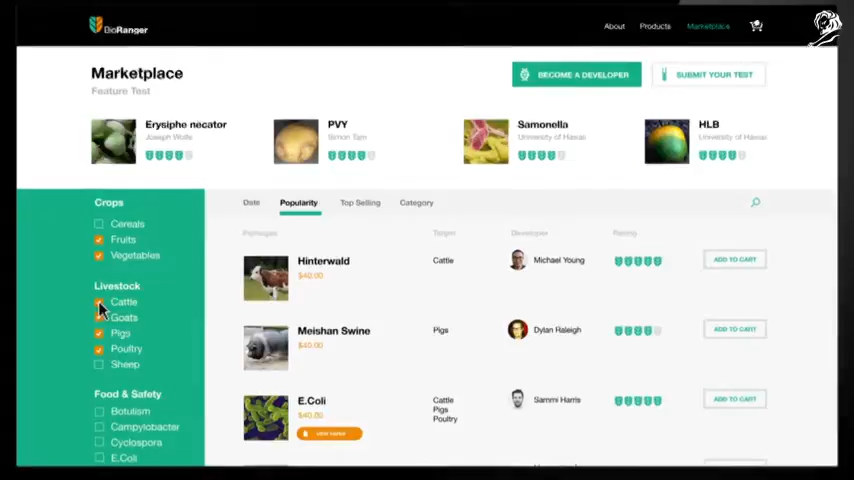 BioRanger
About Products Marketplace
Marketplace
Feature Test
BECOME A DEVELOPER
SUBMIT YOUR TEST
Erysiphe necator
Joseph Wolfe
PVY
Simon Tam
Samonella
University of Hawaii
HLB
University of Hawaii
Crops
Cereals
Fruits
Vegetables
Livestock
Cattle
Goats
Pigs
Poultry
Sheep
Food & Safety
Botulism
Campylobacter
Cyclospora
E.Coli
Date Popularity Top Selling Category
Packages Target Developer Rating
Hinterwald
$40.00
Cattle
Michael Young
ADD TO CART
Meishan Swine
$40.00
Pigs
Dylan Raleigh
ADD TO CART
E.Coli
$40.00
Cattle
Pigs
Poultry
Sammi Harris
ADD TO CART